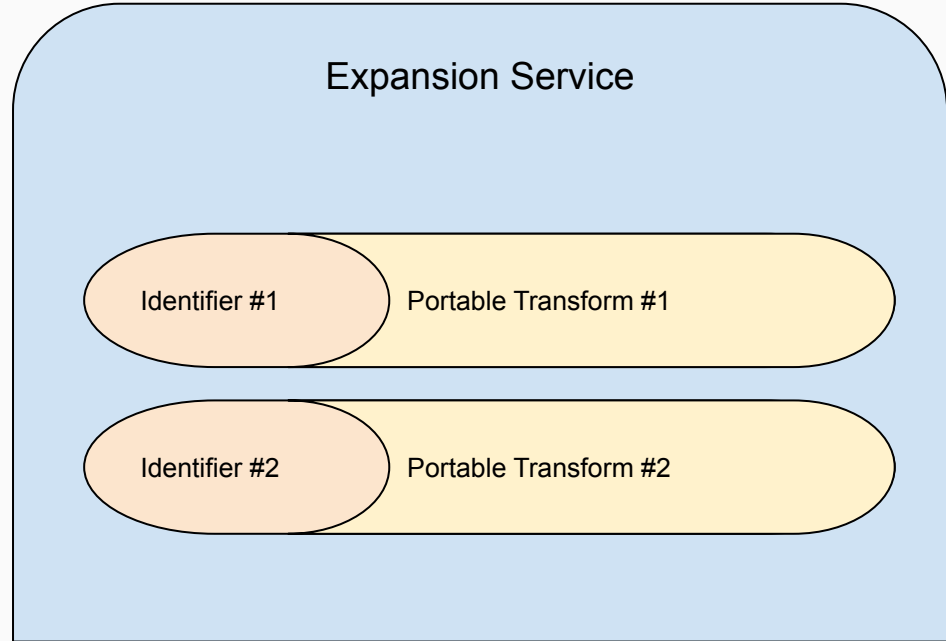 Expansion Service
Identifier #1 Portable Transform #1
Identifier #2 Portable Transform #2